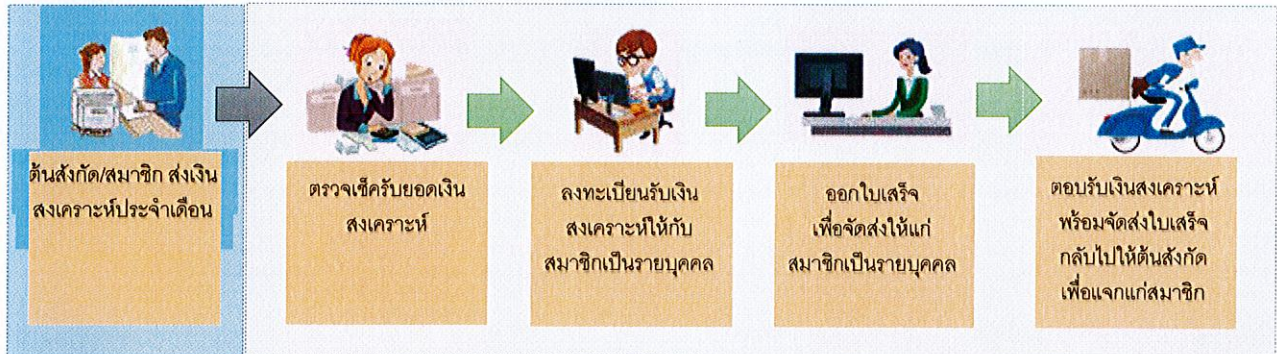 ต้นสังกัด/สมาชิก ส่งเงิน
สงเคราะห์ประจำเดือน
ตรวจเช็ครับยอดเงิน
สงเคราะห์
ลงทะเบียนรับเงิน
สงเคราะห์ให้กับ
สมาชิกเป็นรายบุคคล
ออกใบเสร็จ
เพื่อจัดส่งให้แก่
สมาชิกเป็นรายบุคคล
ตอบรับเงินสงเคราะห์
พร้อมจัดส่งใบเสร็จ
กลับไปให้ต้นสังกัด
เพื่อแจกแก่สมาชิก